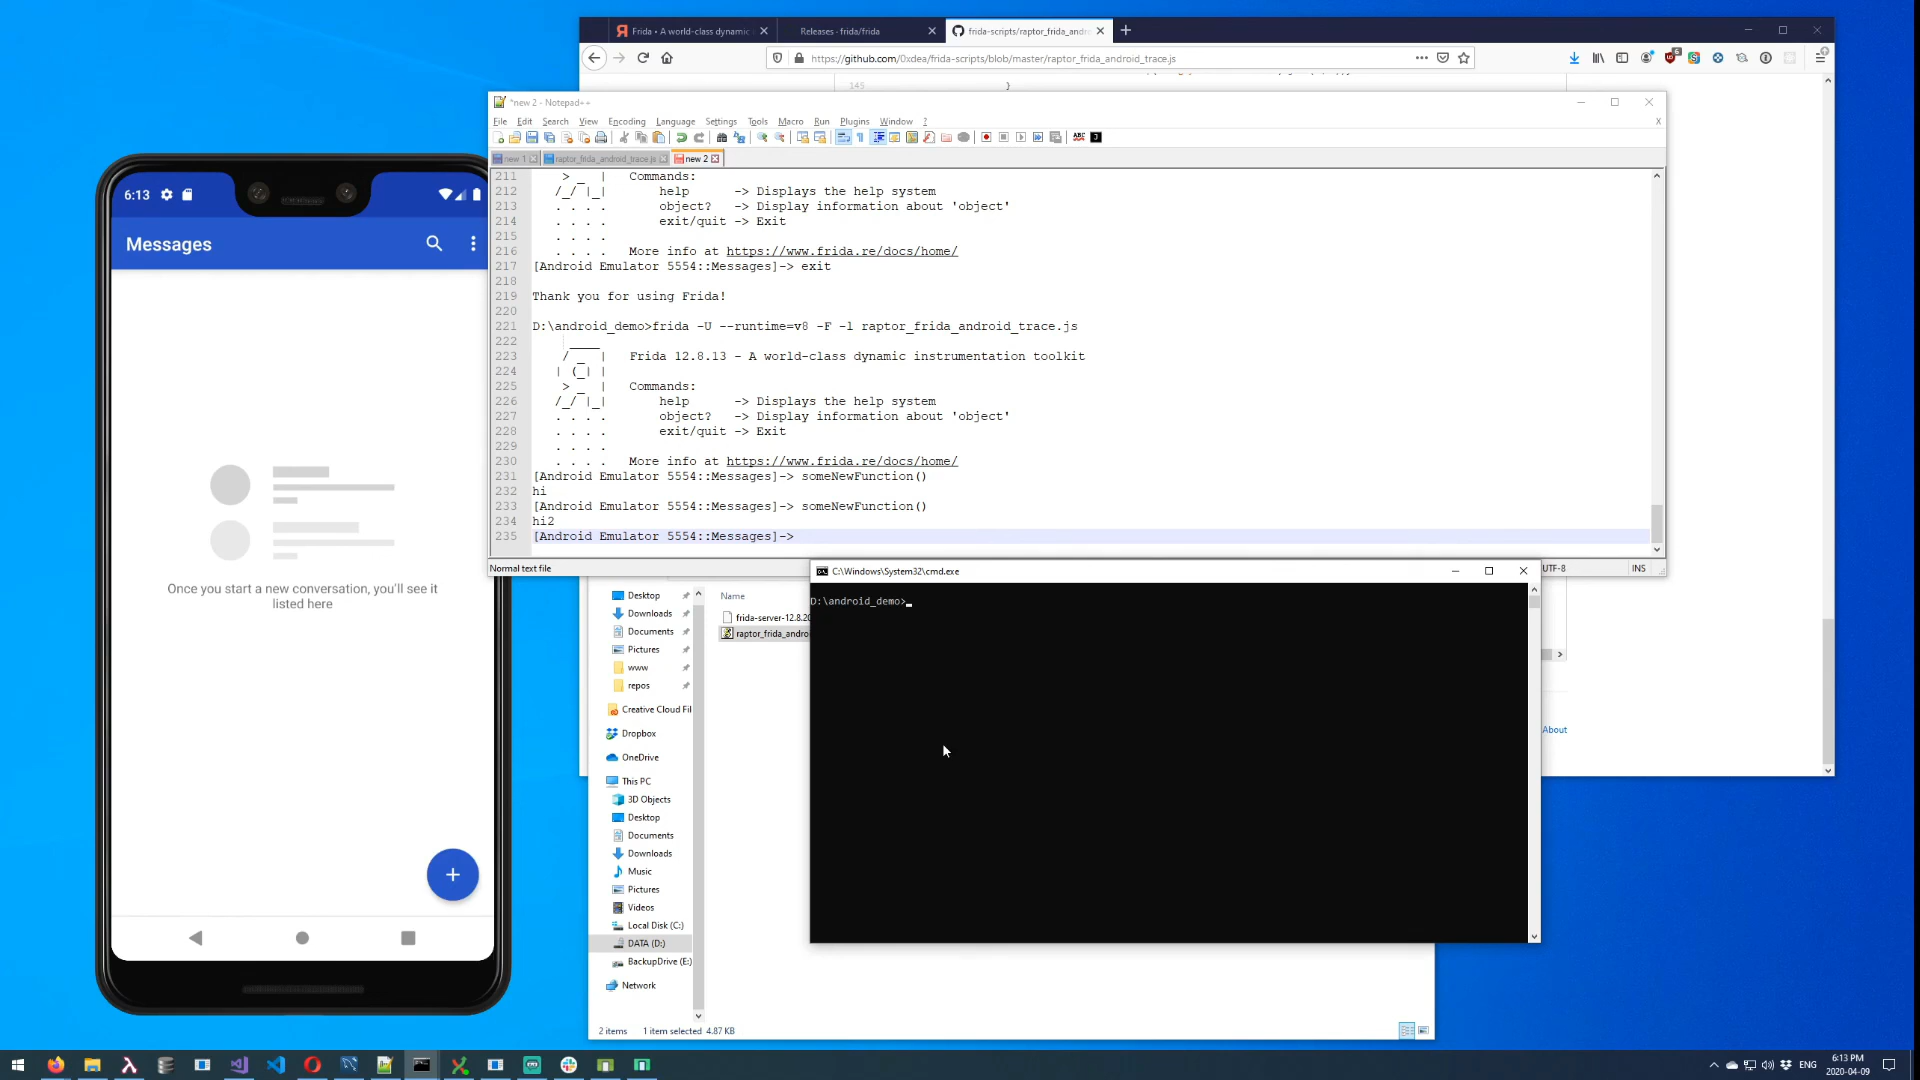 Frida • A world-class dynamic
Releases · frida/frida
frida-scripts/raptor_frida_andro
https://github.com/0xdea/frida-scripts/blob/master/raptor_frida_android_trace.js
145 }
*new 2 - Notepad++
File Edit Search View Encoding Language Settings Tools Macro Run Plugins Window ?
new 1
raptor_frida_android_trace.js
new 2
211 > _ | Commands:
212 /_/ |_| help -> Displays the help system
213 . . . . object? -> Display information about 'object'
214 . . . . exit/quit -> Exit
215 . . . .
216 . . . . More info at https://www.frida.re/docs/home/
217 [Android Emulator 5554::Messages]-> exit
218
219 Thank you for using Frida!
220
221 D:\android_demo>frida -U --runtime=v8 -F -l raptor_frida_android_trace.js
222 ____
223 / _ | Frida 12.8.13 - A world-class dynamic instrumentation toolkit
224 | (_| |
225 > _ | Commands:
226 /_/ |_| help -> Displays the help system
227 . . . . object? -> Display information about 'object'
228 . . . . exit/quit -> Exit
229 . . . .
230 . . . . More info at https://www.frida.re/docs/home/
231 [Android Emulator 5554::Messages]-> someNewFunction()
232 hi
233 [Android Emulator 5554::Messages]-> someNewFunction()
234 hi2
235 [Android Emulator 5554::Messages]->
Normal text file
UTF-8 INS
6:13
Messages
Once you start a new conversation, you'll see it
listed here
+
C:\Windows\System32\cmd.exe
D:\android_demo>
Name
frida-server-12.8.20
raptor_frida_andro
Desktop
Downloads
Documents
Pictures
www
repos
Creative Cloud Fil
Dropbox
OneDrive
This PC
3D Objects
Desktop
Documents
Downloads
Music
Pictures
Videos
Local Disk (C:)
DATA (D:)
BackupDrive (E:)
Network
2 items 1 item selected 4.87 KB
About
ENG
6:13 PM
2020-04-09